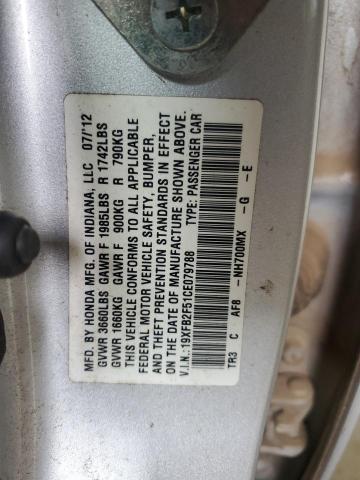 MFD. BY HONDA MFG. OF INDIANA, LLC 07/'12
GVWR 3660LBS GAWR F 1985LBS R 1742LBS
GVWR 1660KG GAWR F 900KG R 790KG
THIS VEHICLE CONFORMS TO ALL APPLICABLE
FEDERAL MOTOR VEHICLE SAFETY, BUMPER,
AND THEFT PREVENTION STANDARDS IN EFFECT
ON THE DATE OF MANUFACTURE SHOWN ABOVE.
V.I.N.:19XFB2F51CE079788 TYPE: PASSENGER CAR
TR3 C AF8 - NH700MX - G - E